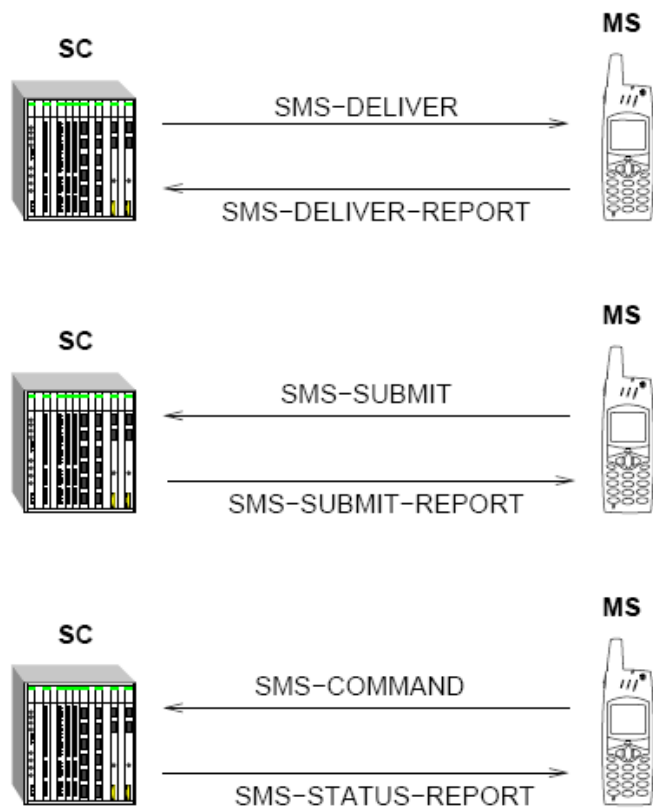 MS
SC
SMS-DELIVER
SMS-DELIVER-REPORT
MS
SC
SMS-SUBMIT
SMS-SUBMIT-REPORT
MS
SC
SMS-COMMAND
SMS-STATUS-REPORT